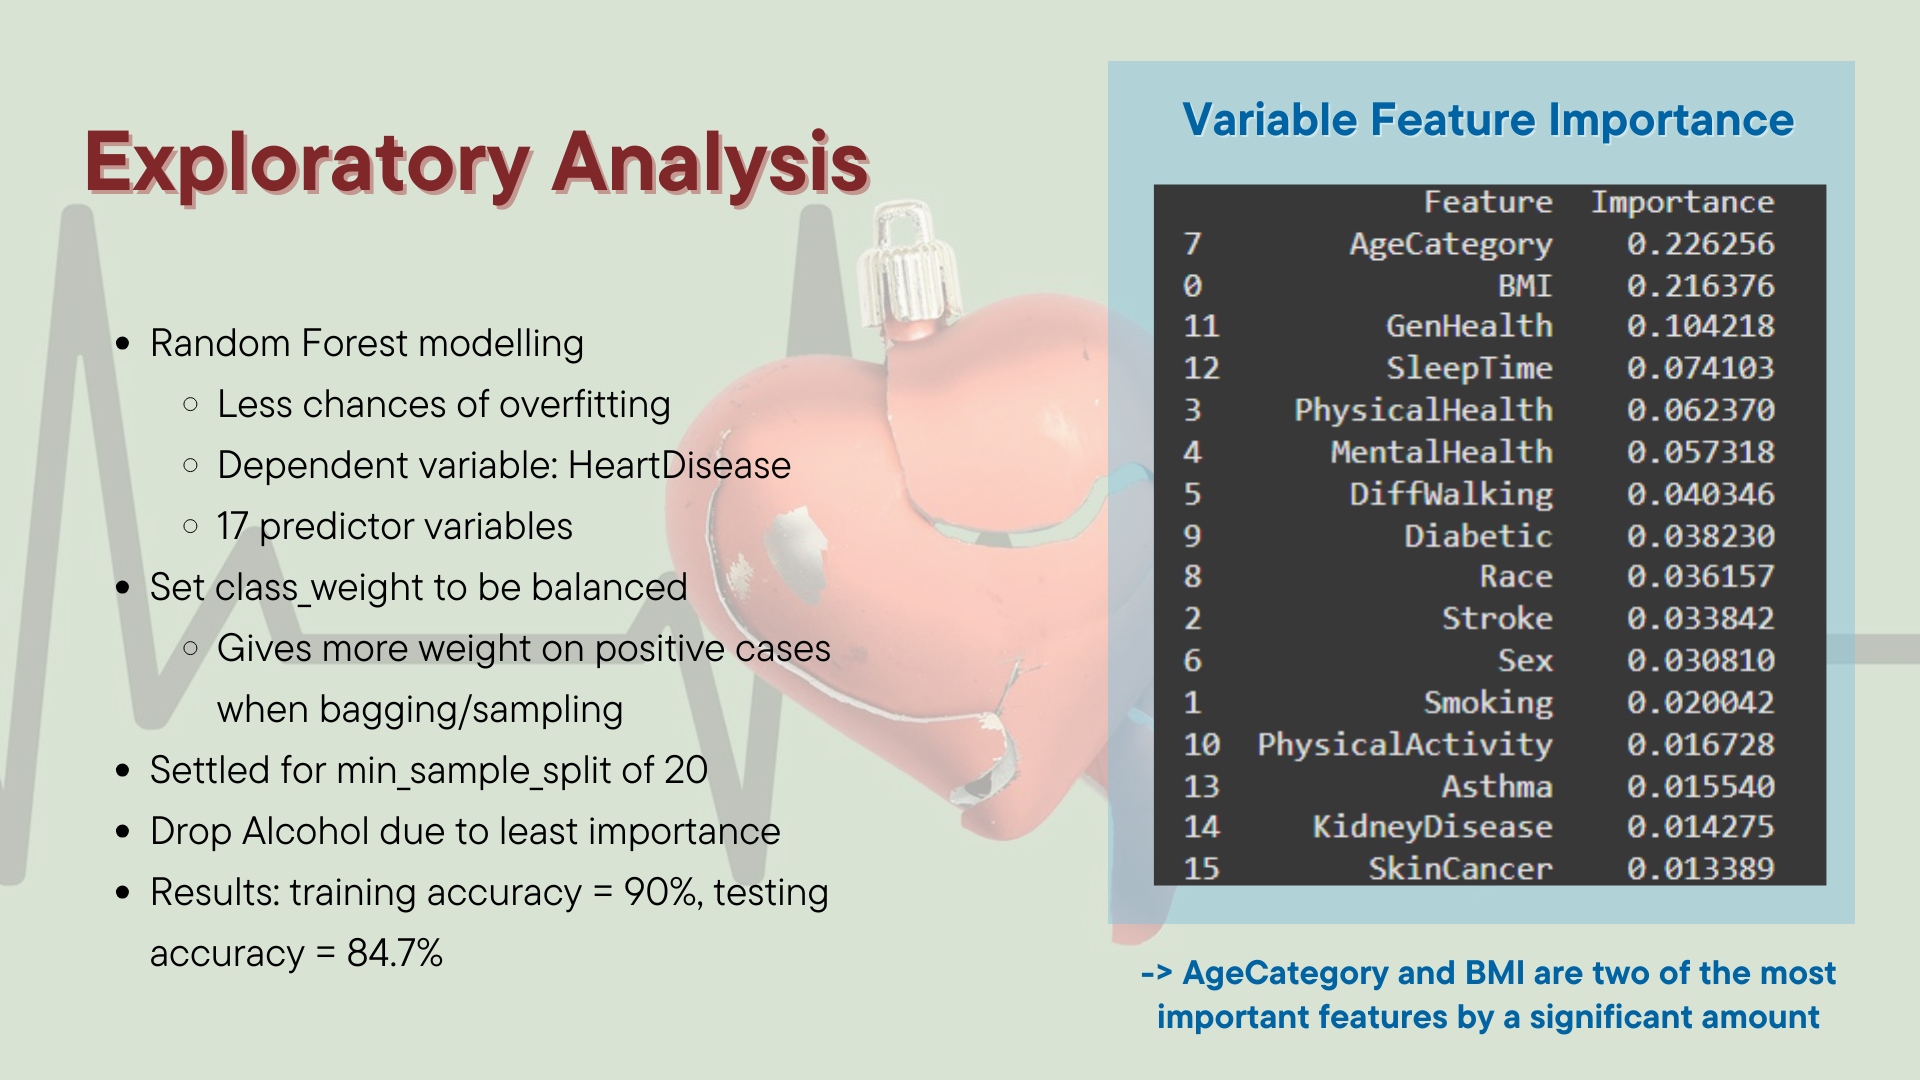 Exploratory Analysis
• Random Forest modelling
○ Less chances of overfitting
○ Dependent variable: HeartDisease
○ 17 predictor variables
• Set class_weight to be balanced
○ Gives more weight on positive cases
when bagging/sampling
• Settled for min_sample_split of 20
• Drop Alcohol due to least importance
• Results: training accuracy = 90%, testing
accuracy = 84.7%
Variable Feature Importance
Feature Importance
7 AgeCategory 0.226256
0 BMI 0.216376
11 GenHealth 0.104218
12 SleepTime 0.074103
3 PhysicalHealth 0.062370
4 MentalHealth 0.057318
5 DiffWalking 0.040346
9 Diabetic 0.038230
8 Race 0.036157
2 Stroke 0.033842
6 Sex 0.030810
1 Smoking 0.020042
10 PhysicalActivity 0.016728
13 Asthma 0.015540
14 KidneyDisease 0.014275
15 SkinCancer 0.013389
-> AgeCategory and BMI are two of the most
important features by a significant amount